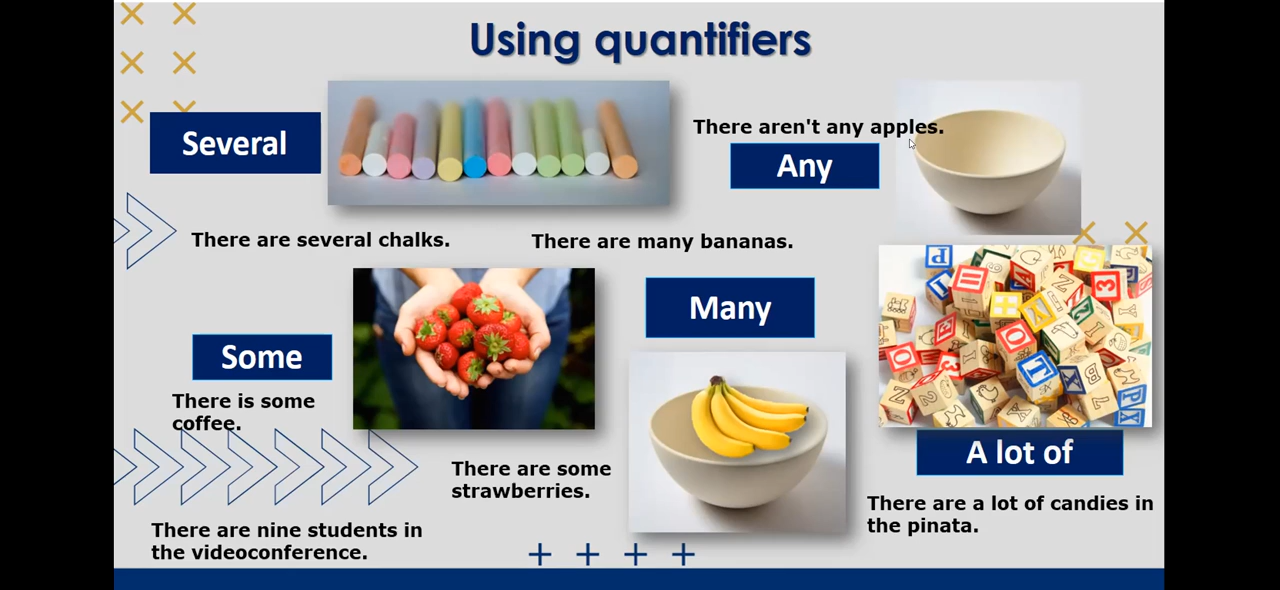 Using quantifiers
Several
There are several chalks.
There aren't any apples.
Any
There are many bananas.
Many
Some
There is some
coffee.
There are some
strawberries.
A lot of
There are a lot of candies in
the pinata.
There are nine students in
the videoconference.